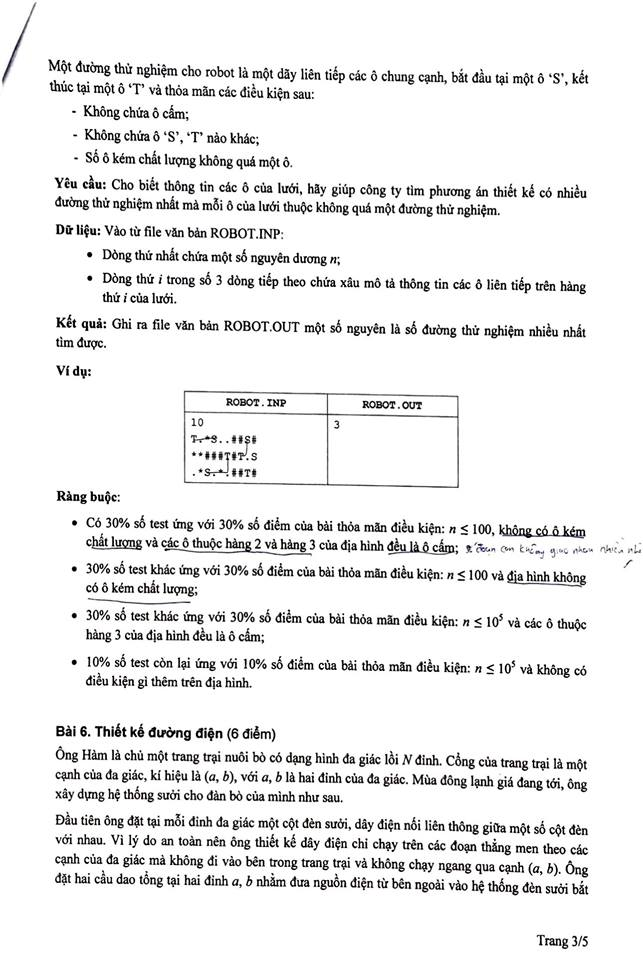 Một đường thử nghiệm cho robot là một dãy liên tiếp các ô chung cạnh, bắt đầu tại một ô ‘S’, kết
thúc tại một ô ‘T’ và thỏa mãn các điều kiện sau:
- Không chứa ô cấm;
- Không chứa ô ‘S’, ‘T’ nào khác;
- Số ô kém chất lượng không quá một ô.
Yêu cầu: Cho biết thông tin các ô của lưới, hãy giúp công ty tìm phương án thiết kế có nhiều
đường thử nghiệm nhất mà mỗi ô của lưới thuộc không quá một đường thử nghiệm.
Dữ liệu: Vào từ file văn bản ROBOT.INP:
• Dòng thứ nhất chứa một số nguyên dương n;
• Dòng thứ i trong số 3 dòng tiếp theo chứa xâu mô tả thông tin các ô liên tiếp trên hàng
thứ i của lưới.
Kết quả: Ghi ra file văn bản ROBOT.OUT một số nguyên là số đường thử nghiệm nhiều nhất
tìm được.
Ví dụ:
ROBOT.INP ROBOT.OUT
10 3
T.*S..##S#
**###T#T.S
.*S.*.##T#
Ràng buộc:
• Có 30% số test ứng với 30% số điểm của bài thỏa mãn điều kiện: n ≤ 100, không có ô kém
chất lượng và các ô thuộc hàng 2 và hàng 3 của địa hình đều là ô cấm; đoạn con không giao nhau nhiều nhất
• 30% số test khác ứng với 30% số điểm của bài thỏa mãn điều kiện: n ≤ 100 và địa hình không
có ô kém chất lượng;
• 30% số test khác ứng với 30% số điểm của bài thỏa mãn điều kiện: n ≤ 10⁵ và các ô thuộc
hàng 3 của địa hình đều là ô cấm;
• 10% số test còn lại ứng với 10% số điểm của bài thỏa mãn điều kiện: n ≤ 10⁵ và không có
điều kiện gì thêm trên địa hình.
Bài 6. Thiết kế đường điện (6 điểm)
Ông Hàm là chủ một trang trại nuôi bò có dạng hình đa giác lồi N đỉnh. Cổng của trang trại là một
cạnh của đa giác, kí hiệu là (a, b), với a, b là hai đỉnh của đa giác. Mùa đông lạnh giá đang tới, ông
xây dựng hệ thống sưởi cho đàn bò của mình như sau.
Đầu tiên ông đặt tại mỗi đỉnh đa giác một cột đèn sưởi, dây điện nối liên thông giữa một số cột đèn
với nhau. Vì lý do an toàn nên ông thiết kế dây điện chỉ chạy trên các đoạn thẳng men theo các
cạnh của đa giác mà không đi vào bên trong trang trại và không chạy ngang qua cạnh (a, b). Ông
đặt hai cầu dao tổng tại hai đỉnh a, b nhằm đưa nguồn điện từ bên ngoài vào hệ thống đèn sưởi bắt
Trang 3/5